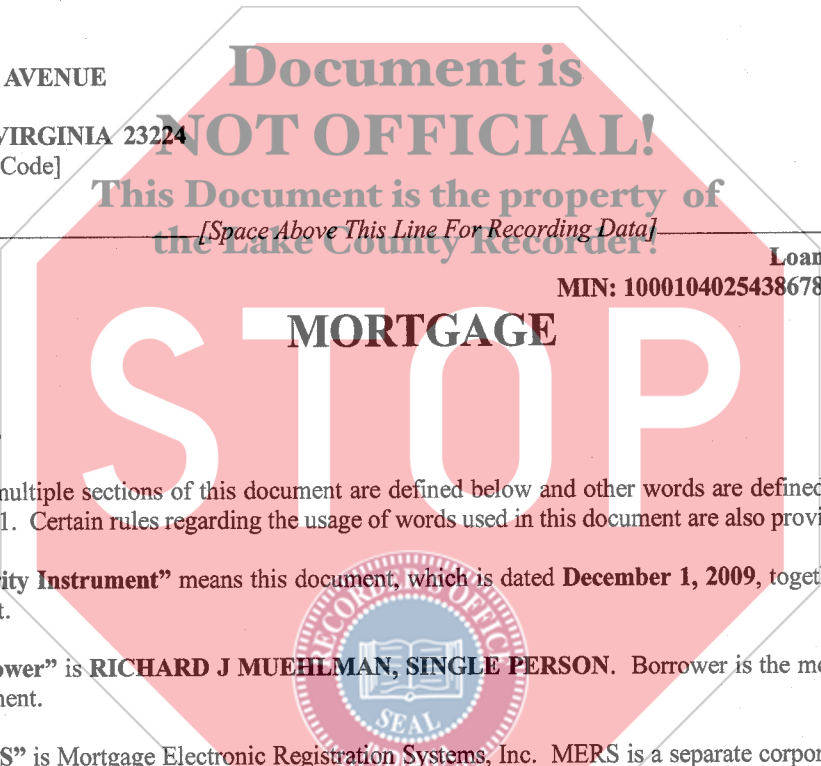 Document is
AVENUE
NOT OFFICIAL!
VIRGINIA 23224
Code]
This Document is the property of
[Space Above This Line For Recording Data]
the Lake County Recorder!
Loan
MIN: 1000104025438678
MORTGAGE
STOP
multiple sections of this document are defined below and other words are defined
1. Certain rules regarding the usage of words used in this document are also provi
rity Instrument” means this document, which is dated December 1, 2009, toget
t.
ower” is RICHARD J MUEHLMAN, SINGLE PERSON. Borrower is the m
nent.
RECORDER'S OFFICE
SEAL
S” is Mortgage Electronic Registration Systems, Inc. MERS is a separate corpor